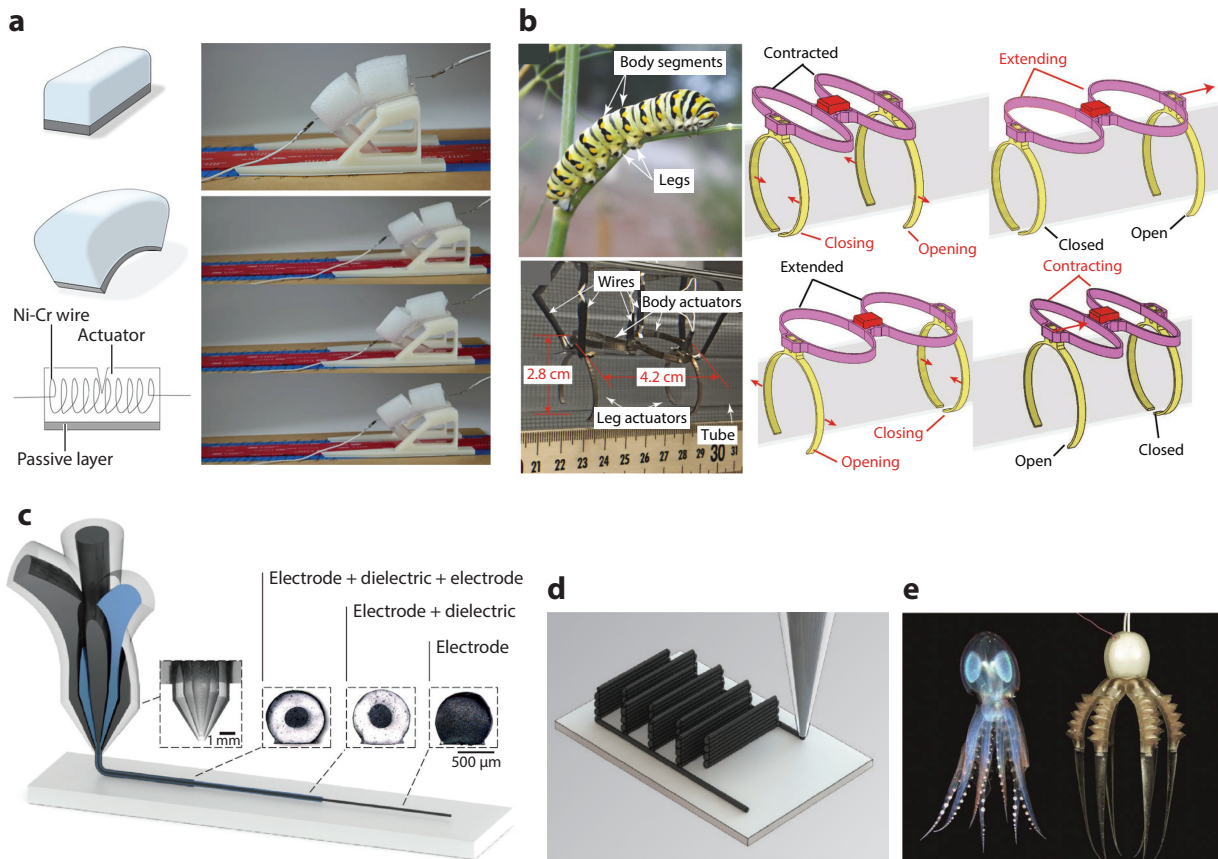 a
Ni-Cr wire
Actuator
Passive layer
b
Body segments
Legs
Wires
Body actuators
2.8 cm
4.2 cm
Leg actuators
Tube
21 22 23 24 25 26 27 28 29 30 31
Contracted
Closing
Opening
Extending
Closed
Open
Extended
Opening
Closing
Contracting
Open
Closed
c
Electrode + dielectric + electrode
Electrode + dielectric
Electrode
1 mm
500 µm
d
e